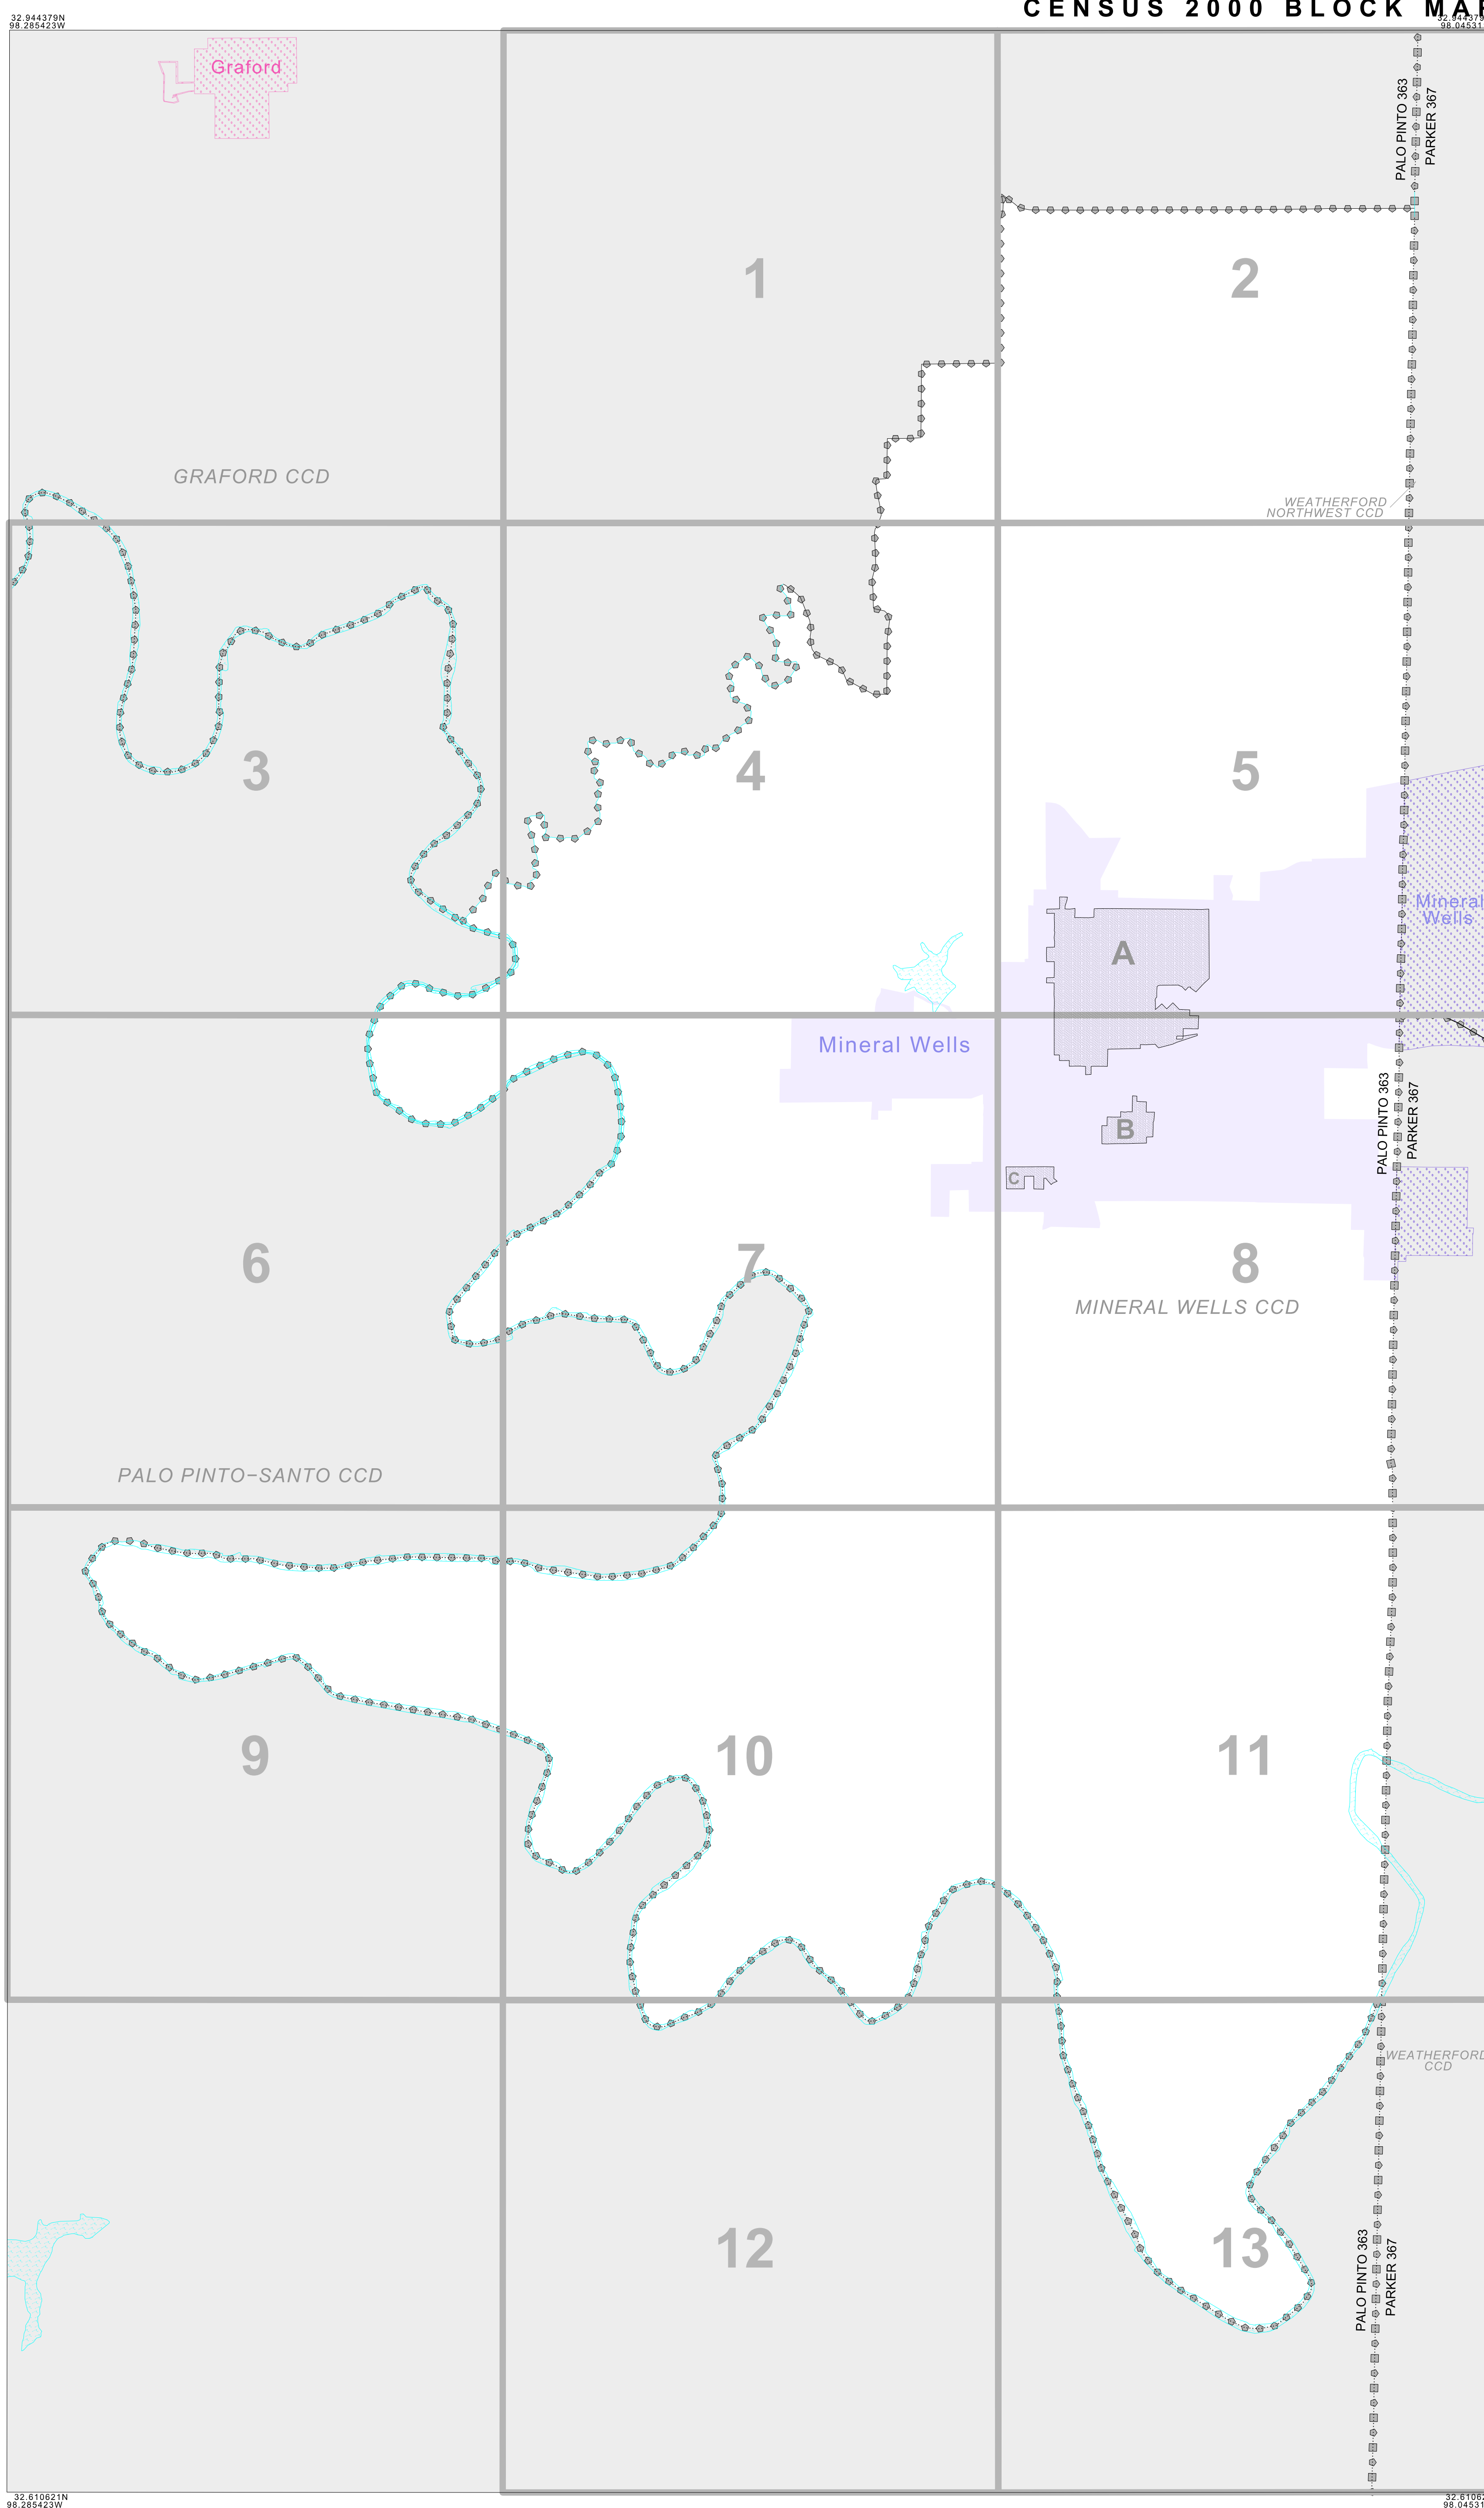 CENSUS 2000 BLOCK MAP
32.944379N
98.285423W
32.944379
98.04531
Graford
PALO PINTO 363
PARKER 367
1
2
GRAFORD CCD
WEATHERFORD
NORTHWEST CCD
3
4
5
Mineral
Wells
A
Mineral Wells
PALO PINTO 363
PARKER 367
B
C
6
7
8
MINERAL WELLS CCD
PALO PINTO-SANTO CCD
9
10
11
WEATHERFORD
CCD
12
13
PALO PINTO 363
PARKER 367
32.610621N
98.285423W
32.61062
98.04531